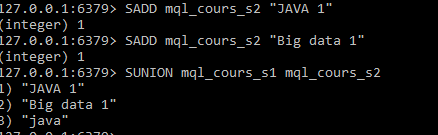 127.0.0.1:6379> SADD mql_cours_s2 "JAVA 1"
(integer) 1
127.0.0.1:6379> SADD mql_cours_s2 "Big data 1"
(integer) 1
127.0.0.1:6379> SUNION mql_cours_s1 mql_cours_s2
1) "JAVA 1"
2) "Big data 1"
3) "java"
127.0.0.1:6379>